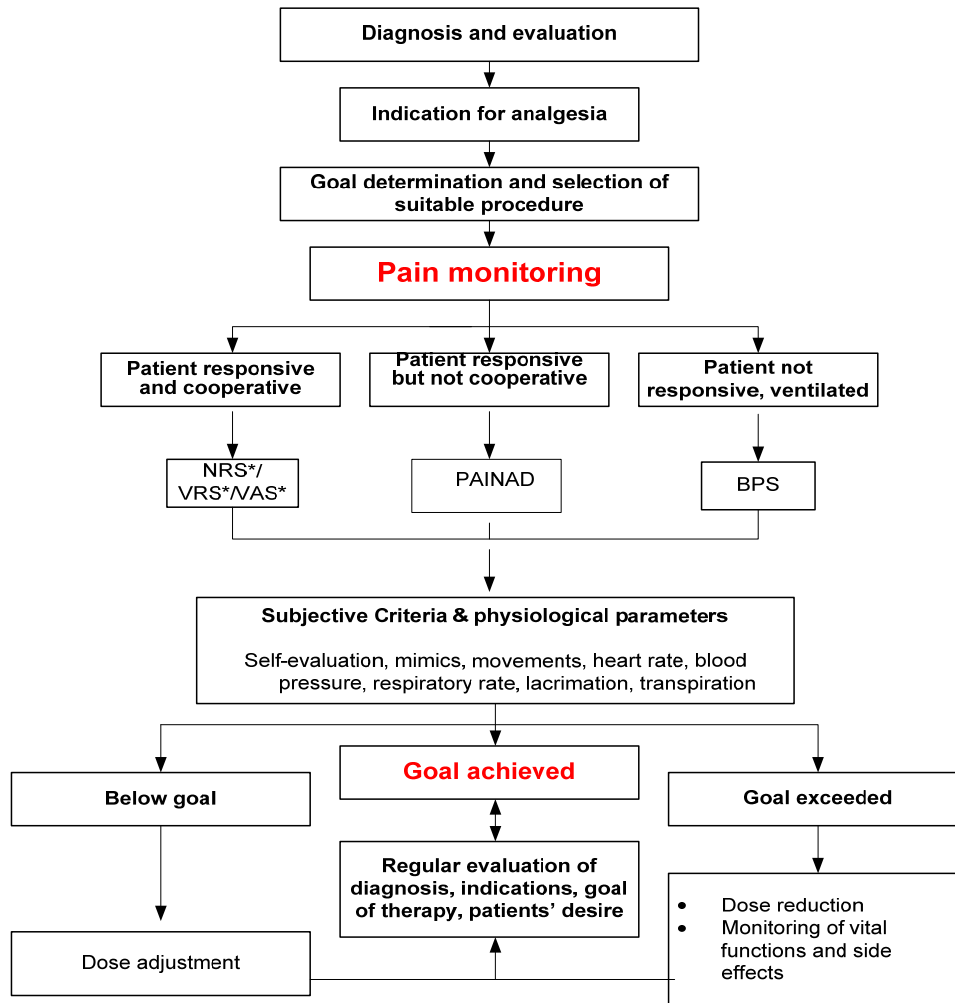 Diagnosis and evaluation
Indication for analgesia
Goal determination and selection of
suitable procedure
Pain monitoring
Patient responsive
and cooperative
Patient responsive
but not cooperative
Patient not
responsive, ventilated
NRS*/
VRS*/VAS*
PAINAD
BPS
Subjective Criteria & physiological parameters
Self-evaluation, mimics, movements, heart rate, blood
pressure, respiratory rate, lacrimation, transpiration
Below goal
Goal achieved
Goal exceeded
Regular evaluation of
diagnosis, indications, goal
of therapy, patients’ desire
Dose adjustment
• Dose reduction
• Monitoring of vital
functions and side
effects